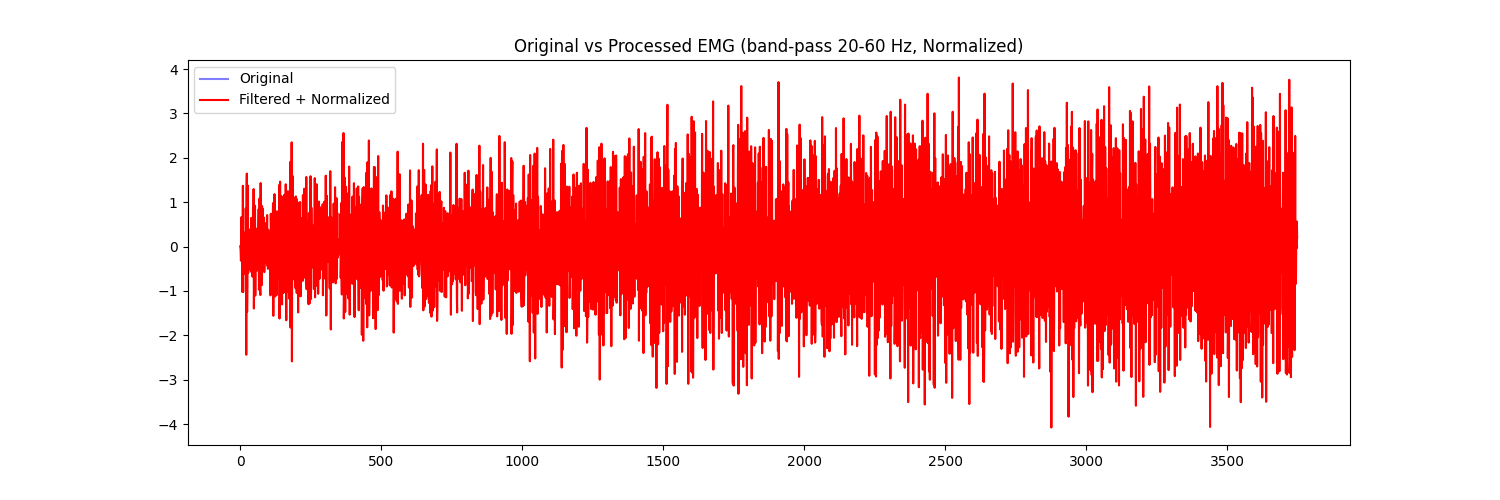 Original vs Processed EMG (band-pass 20-60 Hz, Normalized)
Original
Filtered + Normalized
4
3
2
1
0
−1
−2
−3
−4
0 500 1000 1500 2000 2500 3000 3500